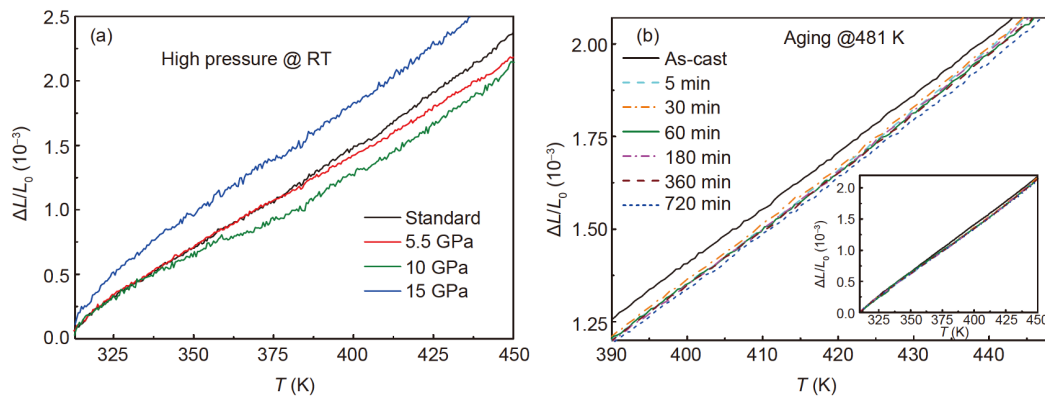 (a)
High pressure @ RT
ΔL/L₀ (10⁻³)
2.5
2.0
1.5
1.0
0.5
0.0
Standard
5.5 GPa
10 GPa
15 GPa
325 350 375 400 425 450
T (K)
(b)
Aging @481 K
ΔL/L₀ (10⁻³)
2.00
1.75
1.50
1.25
As-cast
5 min
30 min
60 min
180 min
360 min
720 min
390 400 410 420 430 440
T (K)
ΔL/L₀ (10⁻³)
2.0
1.5
1.0
0.5
0.0
325 350 375 400 425 450
T (K)